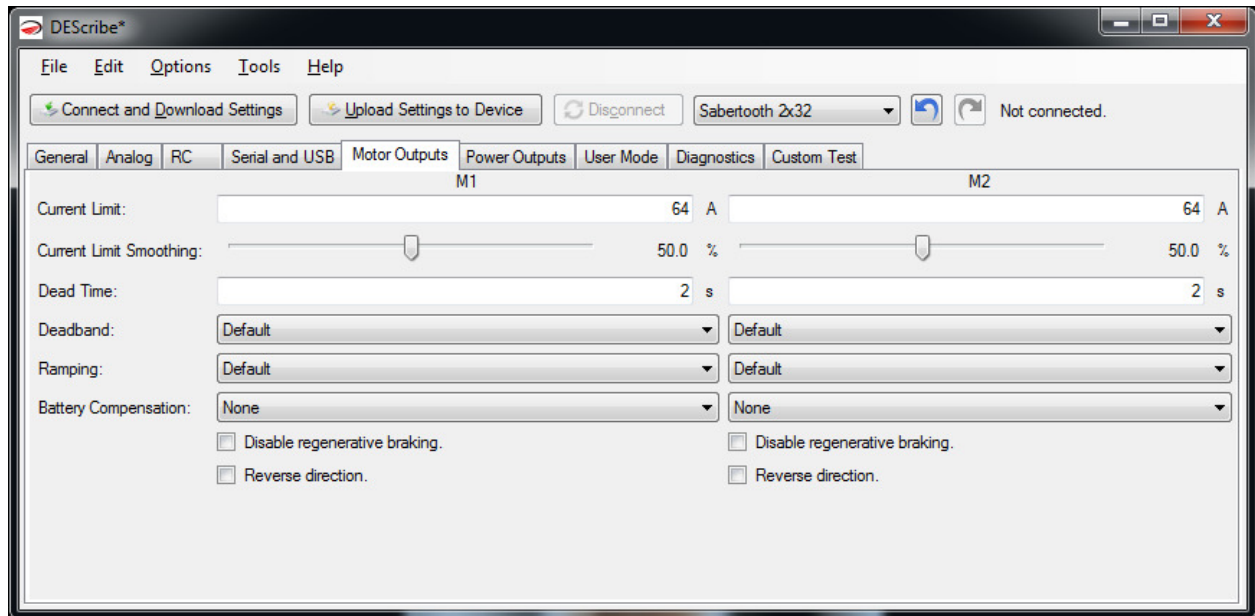 DEScribe*
File Edit Options Tools Help
Connect and Download Settings Upload Settings to Device Disconnect Sabertooth 2x32 Not connected.
General Analog RC Serial and USB Motor Outputs Power Outputs User Mode Diagnostics Custom Test
M1 M2
Current Limit: 64 A 64 A
Current Limit Smoothing: 50.0 % 50.0 %
Dead Time: 2 s 2 s
Deadband: Default Default
Ramping: Default Default
Battery Compensation: None None
Disable regenerative braking. Disable regenerative braking.
Reverse direction. Reverse direction.